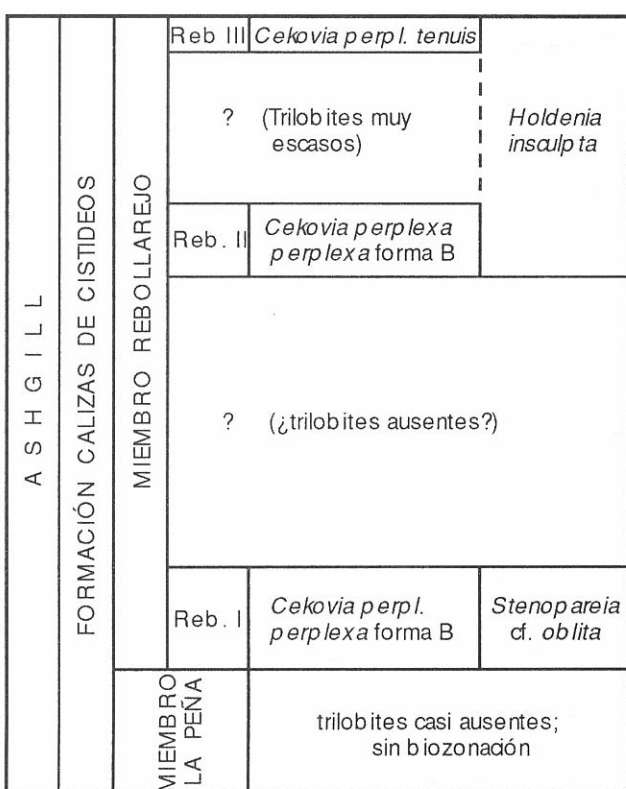 ASHGILL
FORMACIÓN CALIZAS DE CISTIDEOS
MIEMBRO REBOLLAREJO
Reb III
Cekovia perpl. tenuis
? (Trilobites muy
escasos)
Holdenia
insculpta
Reb. II
Cekovia perplexa
perplexa forma B
? (¿trilobites ausentes?)
Reb. I
Cekovia perpl.
perplexa forma B
Stenopareia
cf. oblita
MIEMBRO
LA PEÑA
trilobites casi ausentes;
sin biozonación